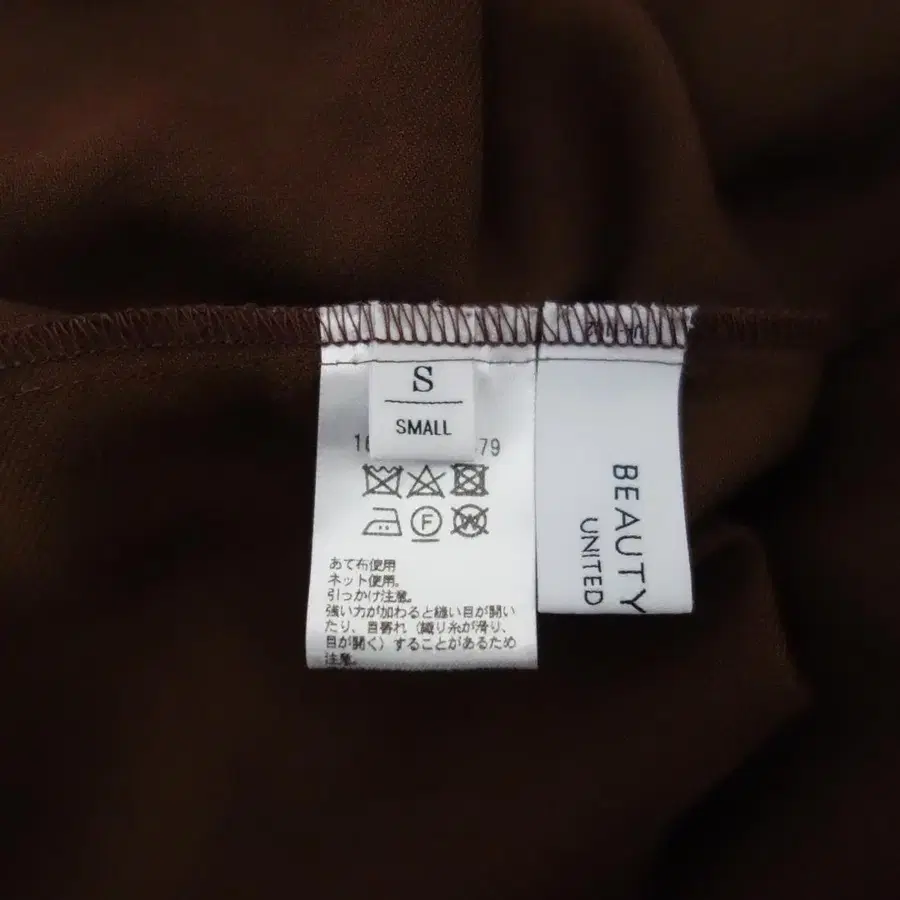 S
SMALL
16
79
F
W
あて布使用
ネット使用。
引っかけ注意。
強い力が加わると縫い目が開い
たり、目寄れ（織り糸が滑り、
目が開く）することがあるため
注意。
BEAUTY
UNITED